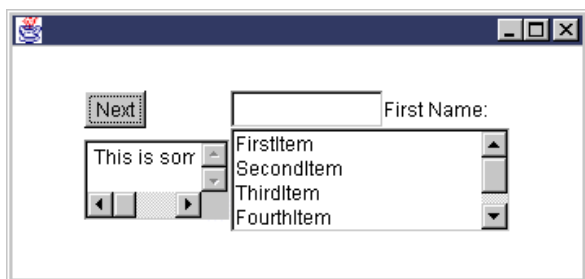 Next
First Name:
This is som
FirstItem
SecondItem
ThirdItem
FourthItem